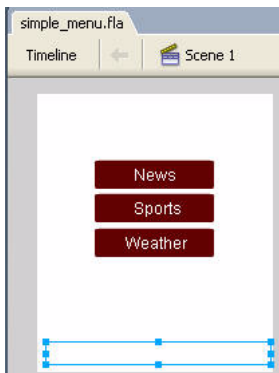 simple_menu.fla
Timeline
Scene 1
News
Sports
Weather